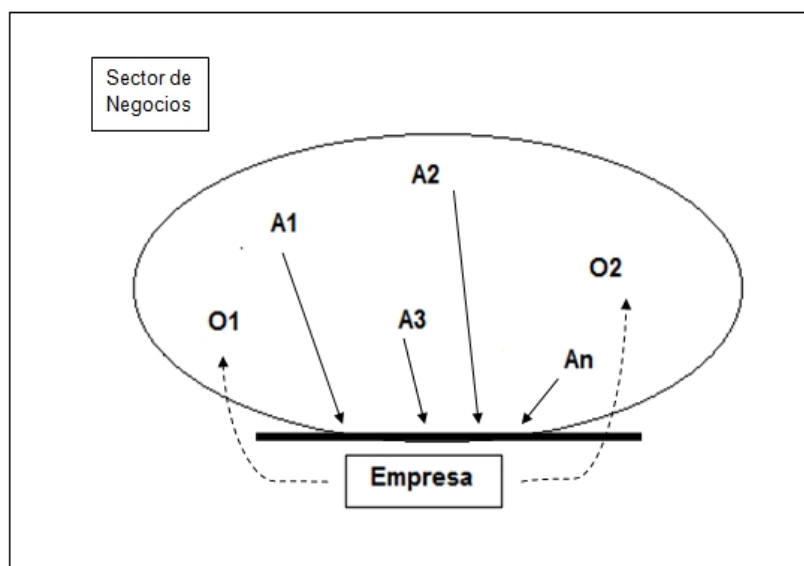 Sector de
Negocios
A2
A1
O2
O1
A3
An
Empresa